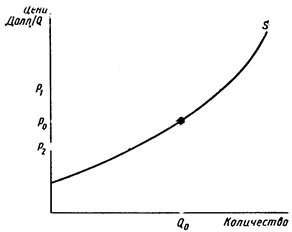 Цены
Долл/Q
S
P1
P0
P2
Q0
Количество